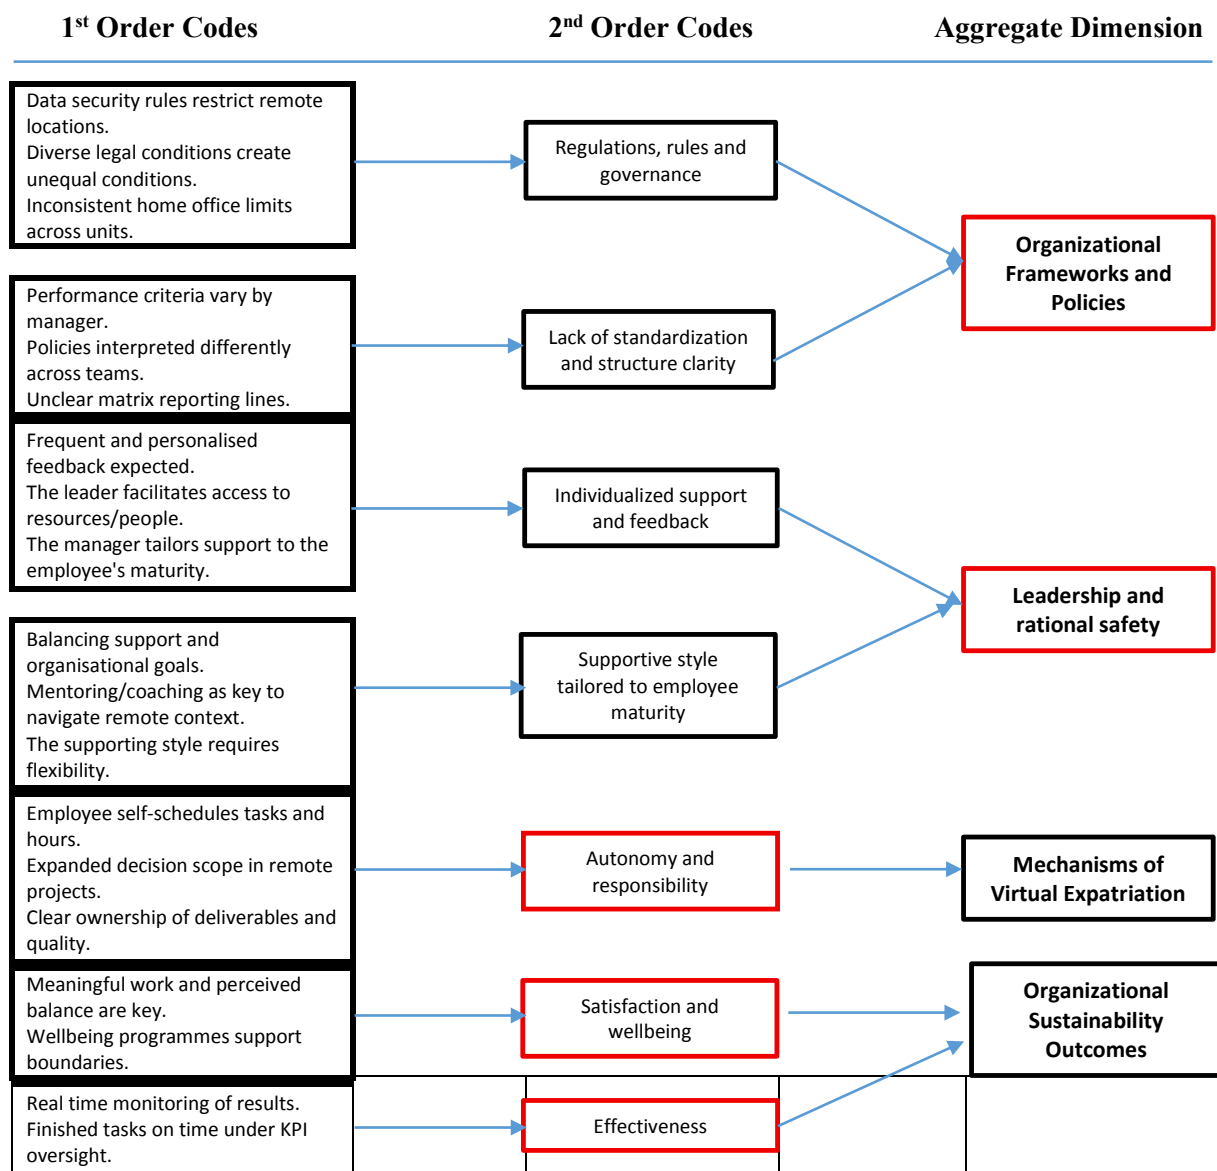 1st Order Codes
2nd Order Codes
Aggregate Dimension
Data security rules restrict remote
locations.
Diverse legal conditions create
unequal conditions.
Inconsistent home office limits
across units.
Regulations, rules and
governance
Organizational
Frameworks and
Policies
Performance criteria vary by
manager.
Policies interpreted differently
across teams.
Unclear matrix reporting lines.
Lack of standardization
and structure clarity
Frequent and personalised
feedback expected.
The leader facilitates access to
resources/people.
The manager tailors support to the
employee's maturity.
Individualized support
and feedback
Leadership and
rational safety
Balancing support and
organisational goals.
Mentoring/coaching as key to
navigate remote context.
The supporting style requires
flexibility.
Supportive style
tailored to employee
maturity
Employee self-schedules tasks and
hours.
Expanded decision scope in remote
projects.
Clear ownership of deliverables and
quality.
Autonomy and
responsibility
Mechanisms of
Virtual Expatriation
Meaningful work and perceived
balance are key.
Wellbeing programmes support
boundaries.
Satisfaction and
wellbeing
Organizational
Sustainability
Outcomes
Real time monitoring of results.
Finished tasks on time under KPI
oversight.
Effectiveness